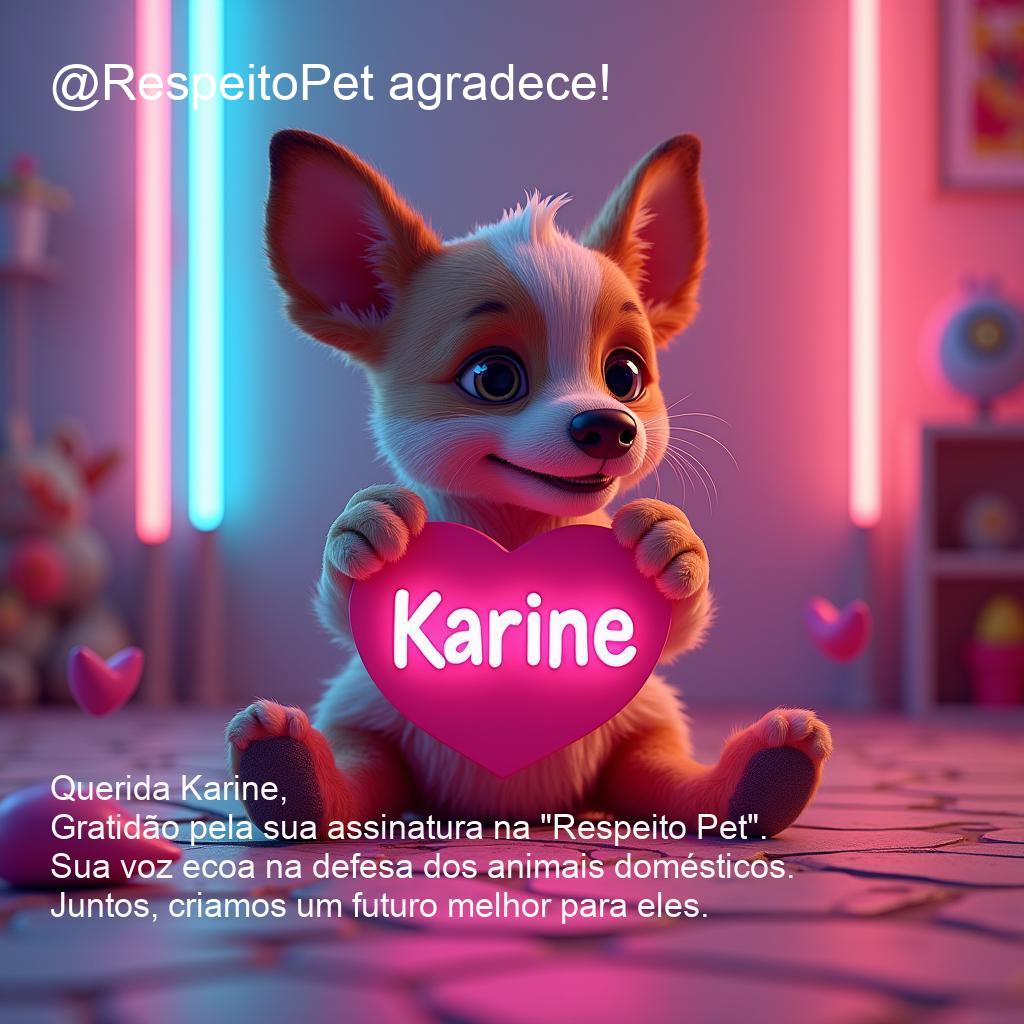 @RespeitoPet agradece!
Karine
Querida Karine,
Gratidão pela sua assinatura na "Respeito Pet".
Sua voz ecoa na defesa dos animais domésticos.
Juntos, criamos um futuro melhor para eles.